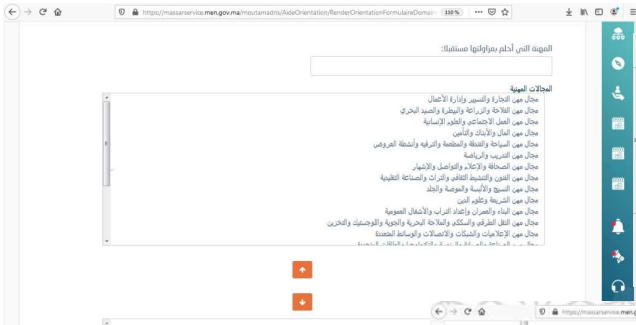 https://massarservice.men.gov.ma/moutamadris/AideOrientation/RenderOrientationFormulaireDomai
110%
المهنة التي أحلم بمزاولتها مستقبلا:
المجالات المهنية
مجال مهن التجارة والتسيير وإدارة الأعمال
مجال مهن الفلاحة والزراعة والبيطرة والصيد البحري
مجال مهن العمل الاجتماعي والعلوم الإنسانية
مجال مهن المال والأبناك والتأمين
مجال مهن السياحة والفندقة والمطعمة والترفيه وأنشطة العروض
مجال مهن التدريب والرياضة
مجال مهن الصحافة والإعلام والتواصل والإشهار
مجال مهن الفنون والتنشيط الثقافي والتراث والصناعة التقليدية
مجال مهن النسيج والألبسة والموضة والجلد
مجال مهن الشريعة وعلوم الدين
مجال مهن البناء والعمران وإعداد التراب والأشغال العمومية
مجال مهن النقل الطرقي والسككي والملاحة البحرية والجوية واللوجستيك والتخزين
مجال مهن الإعلاميات والشبكات والاتصالات والوسائط المتعددة
https://massarservice.men.g